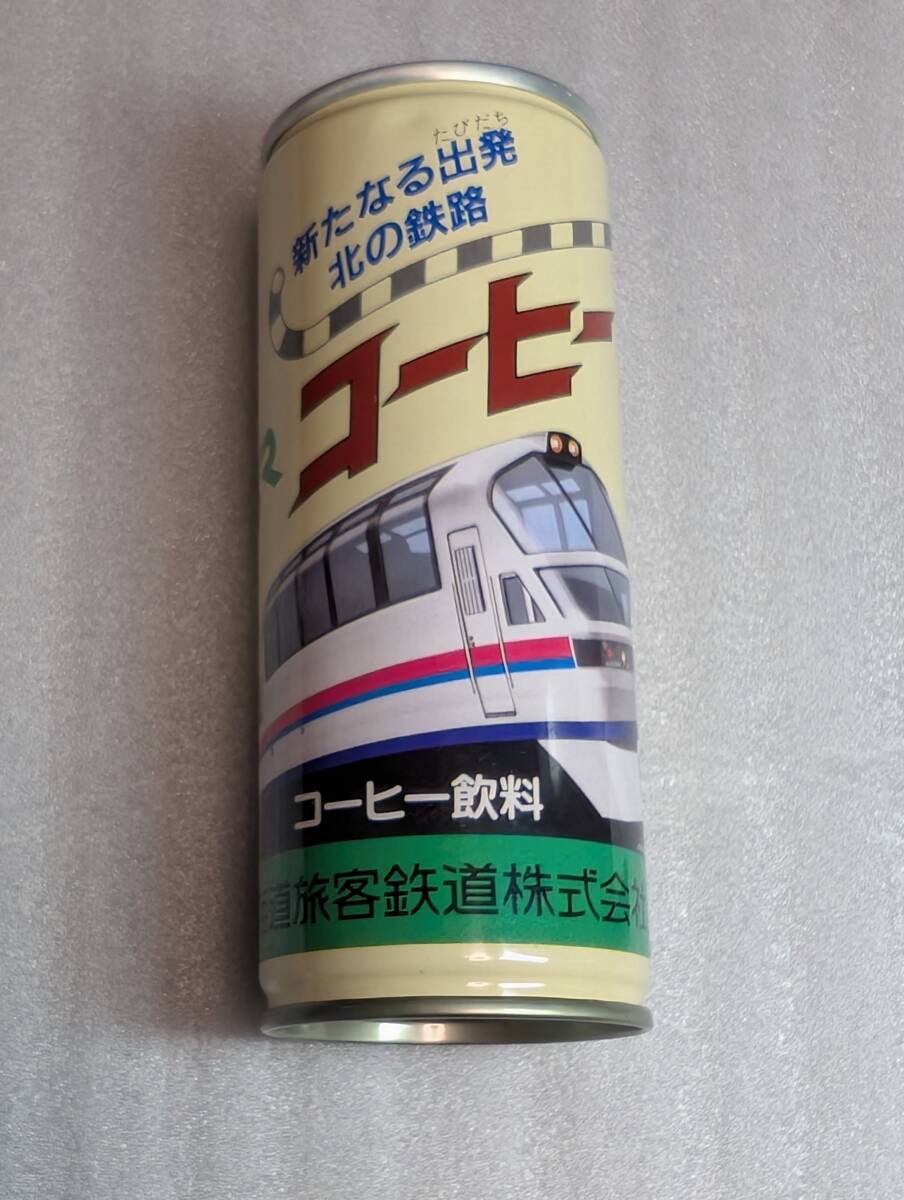 たびだち
新たなる出発
北の鉄路
コーヒー
コーヒー飲料
道旅客鉄道株式会社